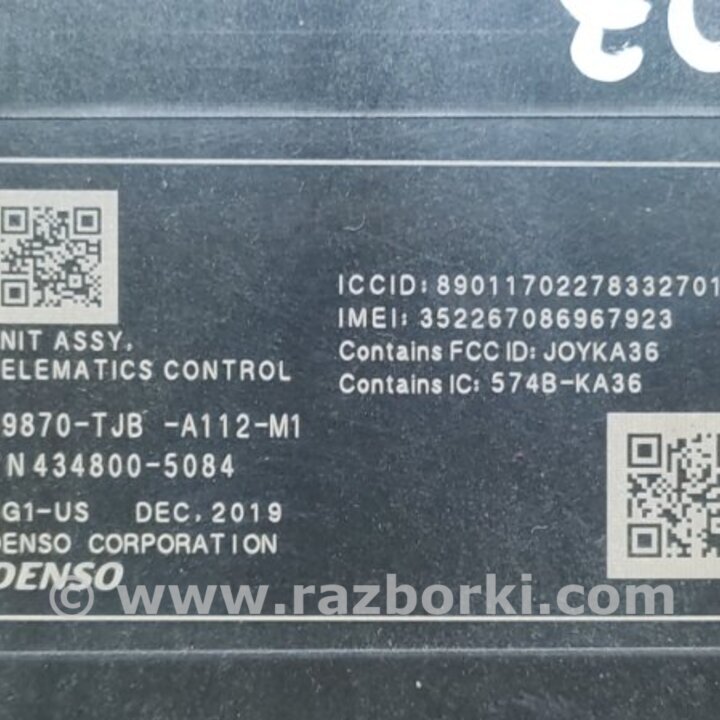 ICCID: 89011702278332701
IMEI: 352267086967923
Contains FCC ID: JOYKA36
Contains IC: 574B-KA36
NIT ASSY,
ELEMATICS CONTROL
9870-TJB -A112-M1
N 434800-5084
G1-US DEC, 2019
DENSO CORPORATION
DENSO
© www.razborki.com